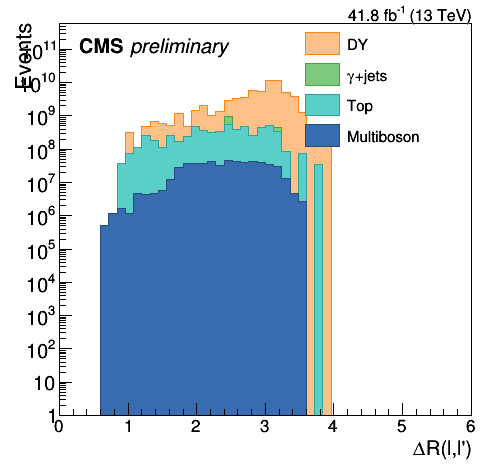 41.8 fb⁻¹ (13 TeV)
CMS preliminary
Events
DY
γ+jets
Top
Multiboson
10¹¹
10¹⁰
10⁹
10⁸
10⁷
10⁶
10⁵
10⁴
10³
10²
10
1
0 1 2 3 4 5 6
ΔR(l,l')